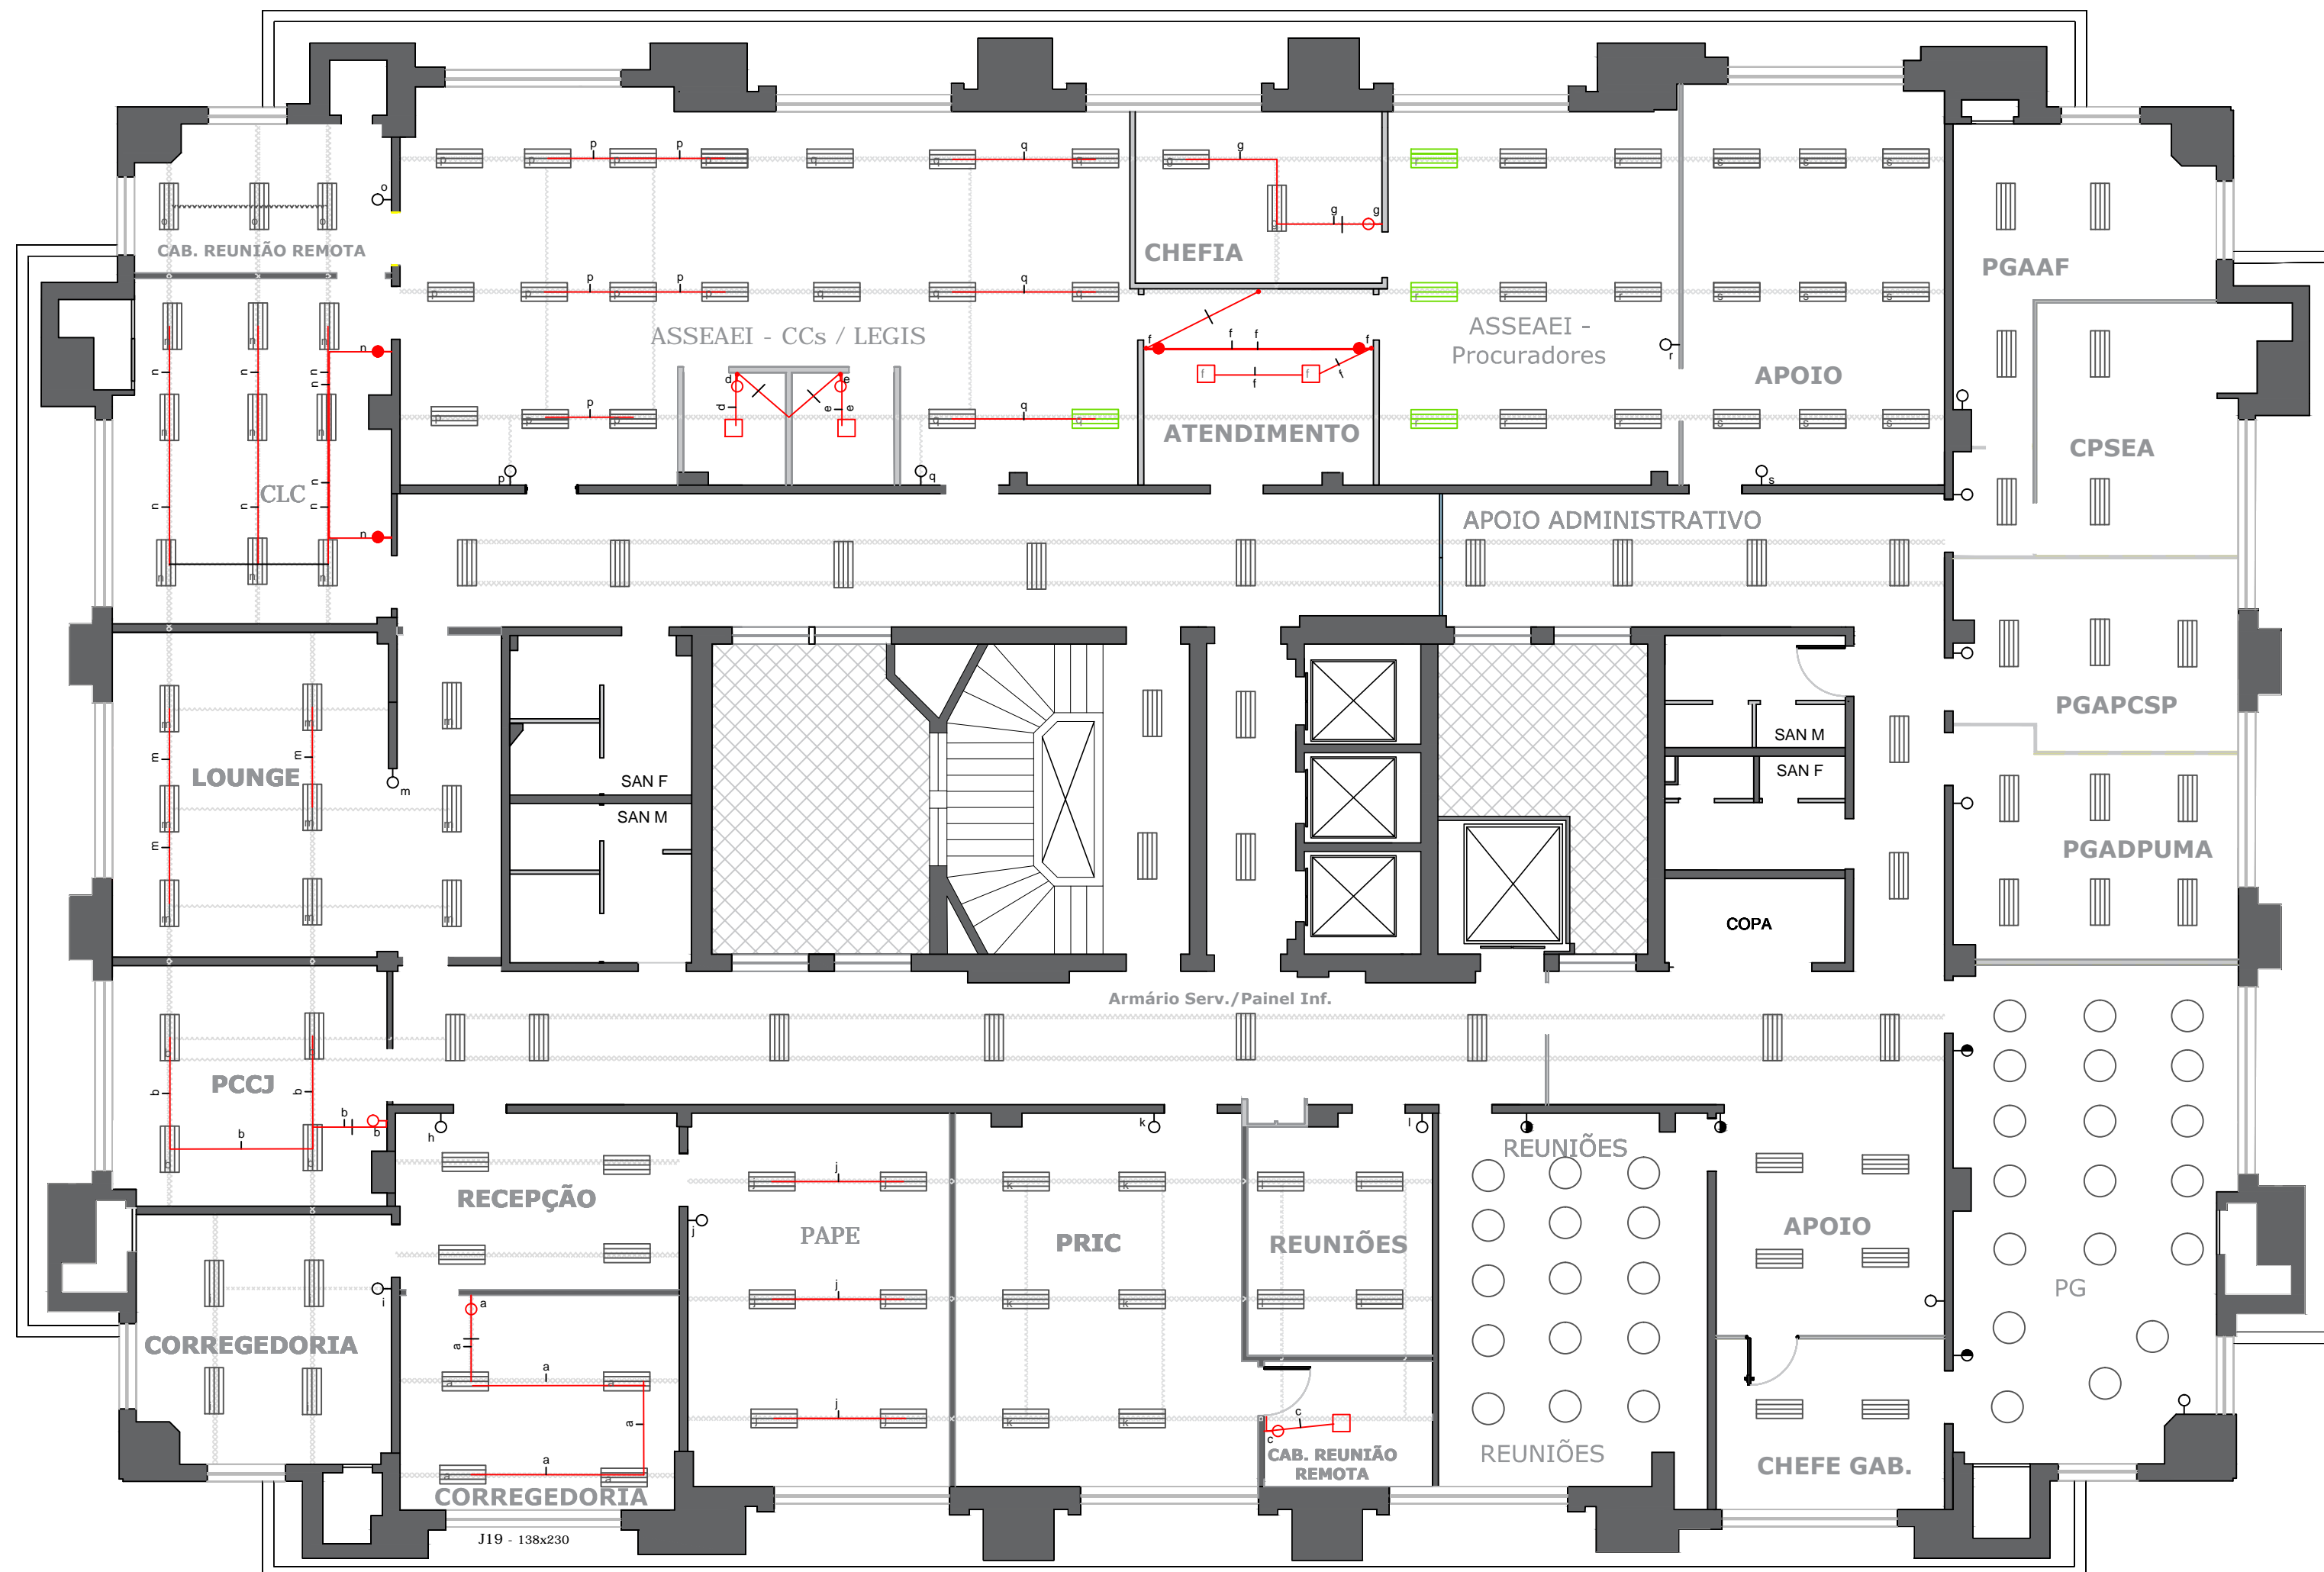 p p p p p p q q q q g g r r r s s s
o
o o o
CAB. REUNIÃO REMOTA
CHEFIA
g g
PGAAF
p p p p p p q q q q r r r s s s
n n n n
ASSEAEI - CCs / LEGIS
ASSEAEI -
Procuradores
APOIO
r
f f f f
f f f f
n n n n
d e
d e e
p p p q q q r r r s s s
ATENDIMENTO
CPSEA
CLC
p q s
n n n n
APOIO ADMINISTRATIVO
n
n n n
m m
PGAPCSP
SAN M
m m
LOUNGE
SAN F
SAN F
m
SAN M
m m
m
PGADPUMA
m m
COPA
Armário Serv./Painel Inf.
b b
PCCJ
b b
b b b
h k l
REUNIÕES
b b
RECEPÇÃO
j j j k k l l
PAPE
j
PRIC
REUNIÕES
APOIO
PG
i
a
j j j k k l l
CORREGEDORIA
a
a a a
a
j j j k k
c
c
CAB. REUNIÃO
REMOTA
REUNIÕES
CHEFE GAB.
a a a
CORREGEDORIA
J19 - 138x230